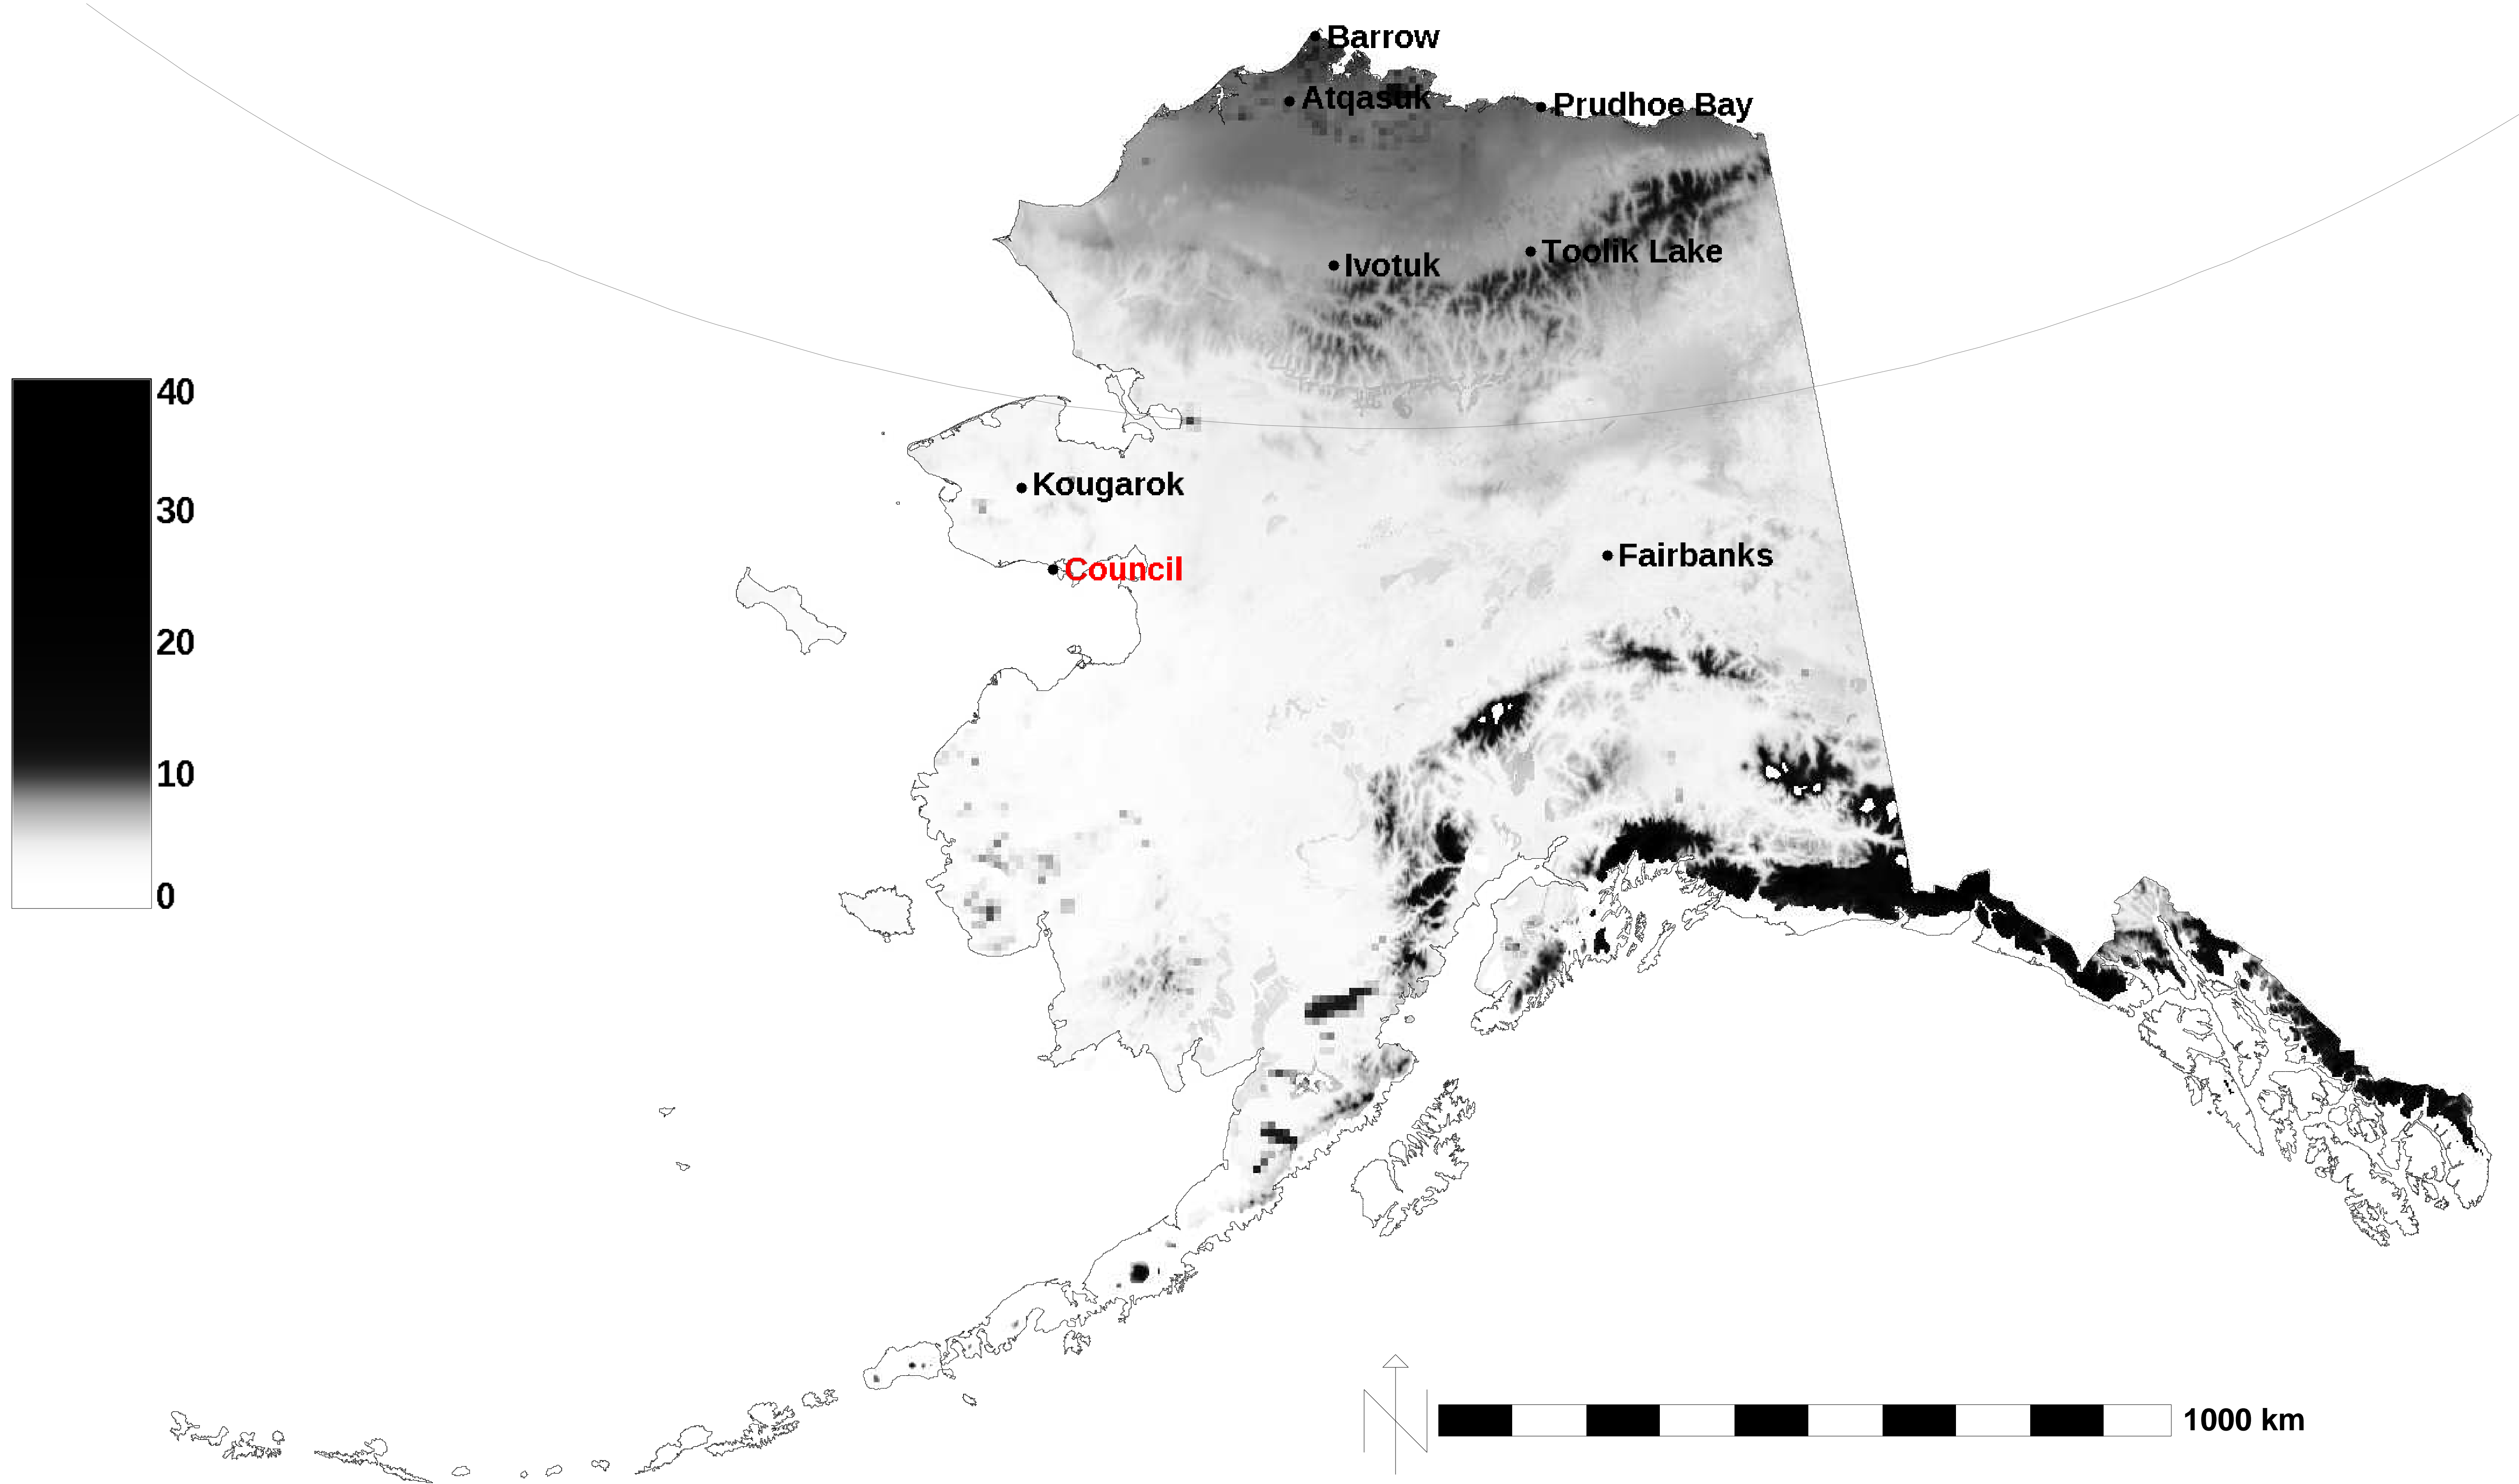 Barrow
Atqasuk
Prudhoe Bay
Ivotuk
Toolik Lake
40
30
20
10
0
Kougarok
Council
Fairbanks
N
1000 km